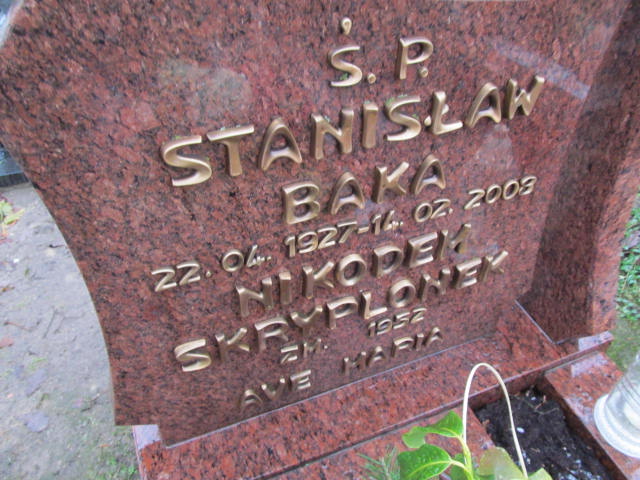 Ś. P.
STANISŁAW
BAKA
22. 04. 1927-14. 02. 2008
NIKODEM
SKRYPLONEK
ZM. 1952
AVE MARIA